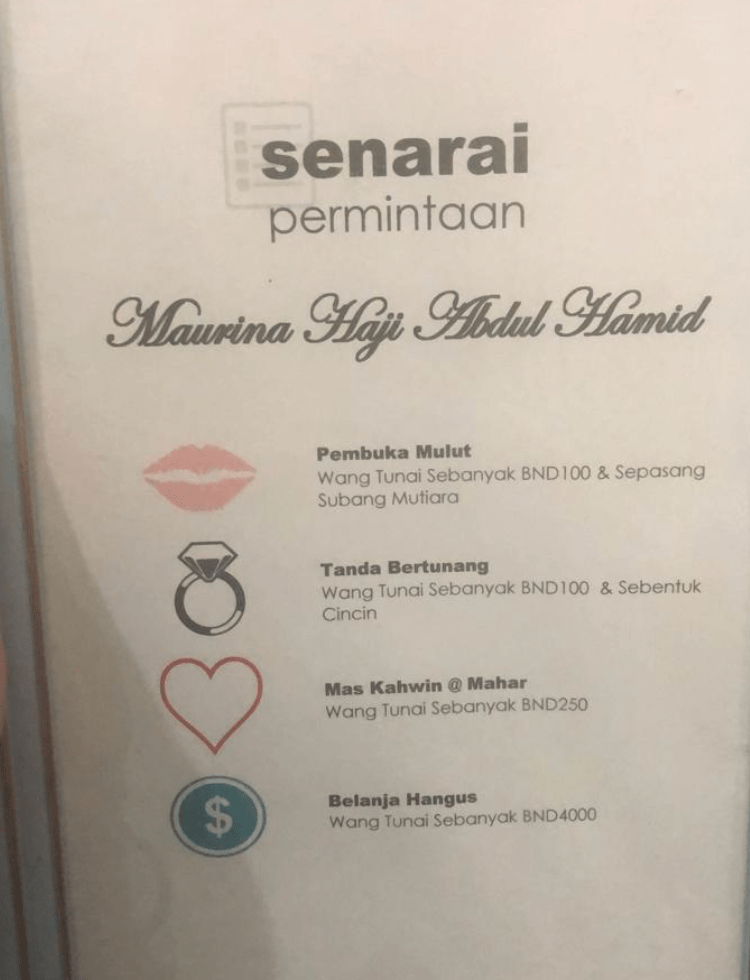 senarai
permintaan
Maurina Haji Abdul Hamid
Pembuka Mulut
Wang Tunai Sebanyak BND100 & Sepasang
Subang Mutiara
Tanda Bertunang
Wang Tunai Sebanyak BND100 & Sebentuk
Cincin
Mas Kahwin @ Mahar
Wang Tunai Sebanyak BND250
$
Belanja Hangus
Wang Tunai Sebanyak BND4000